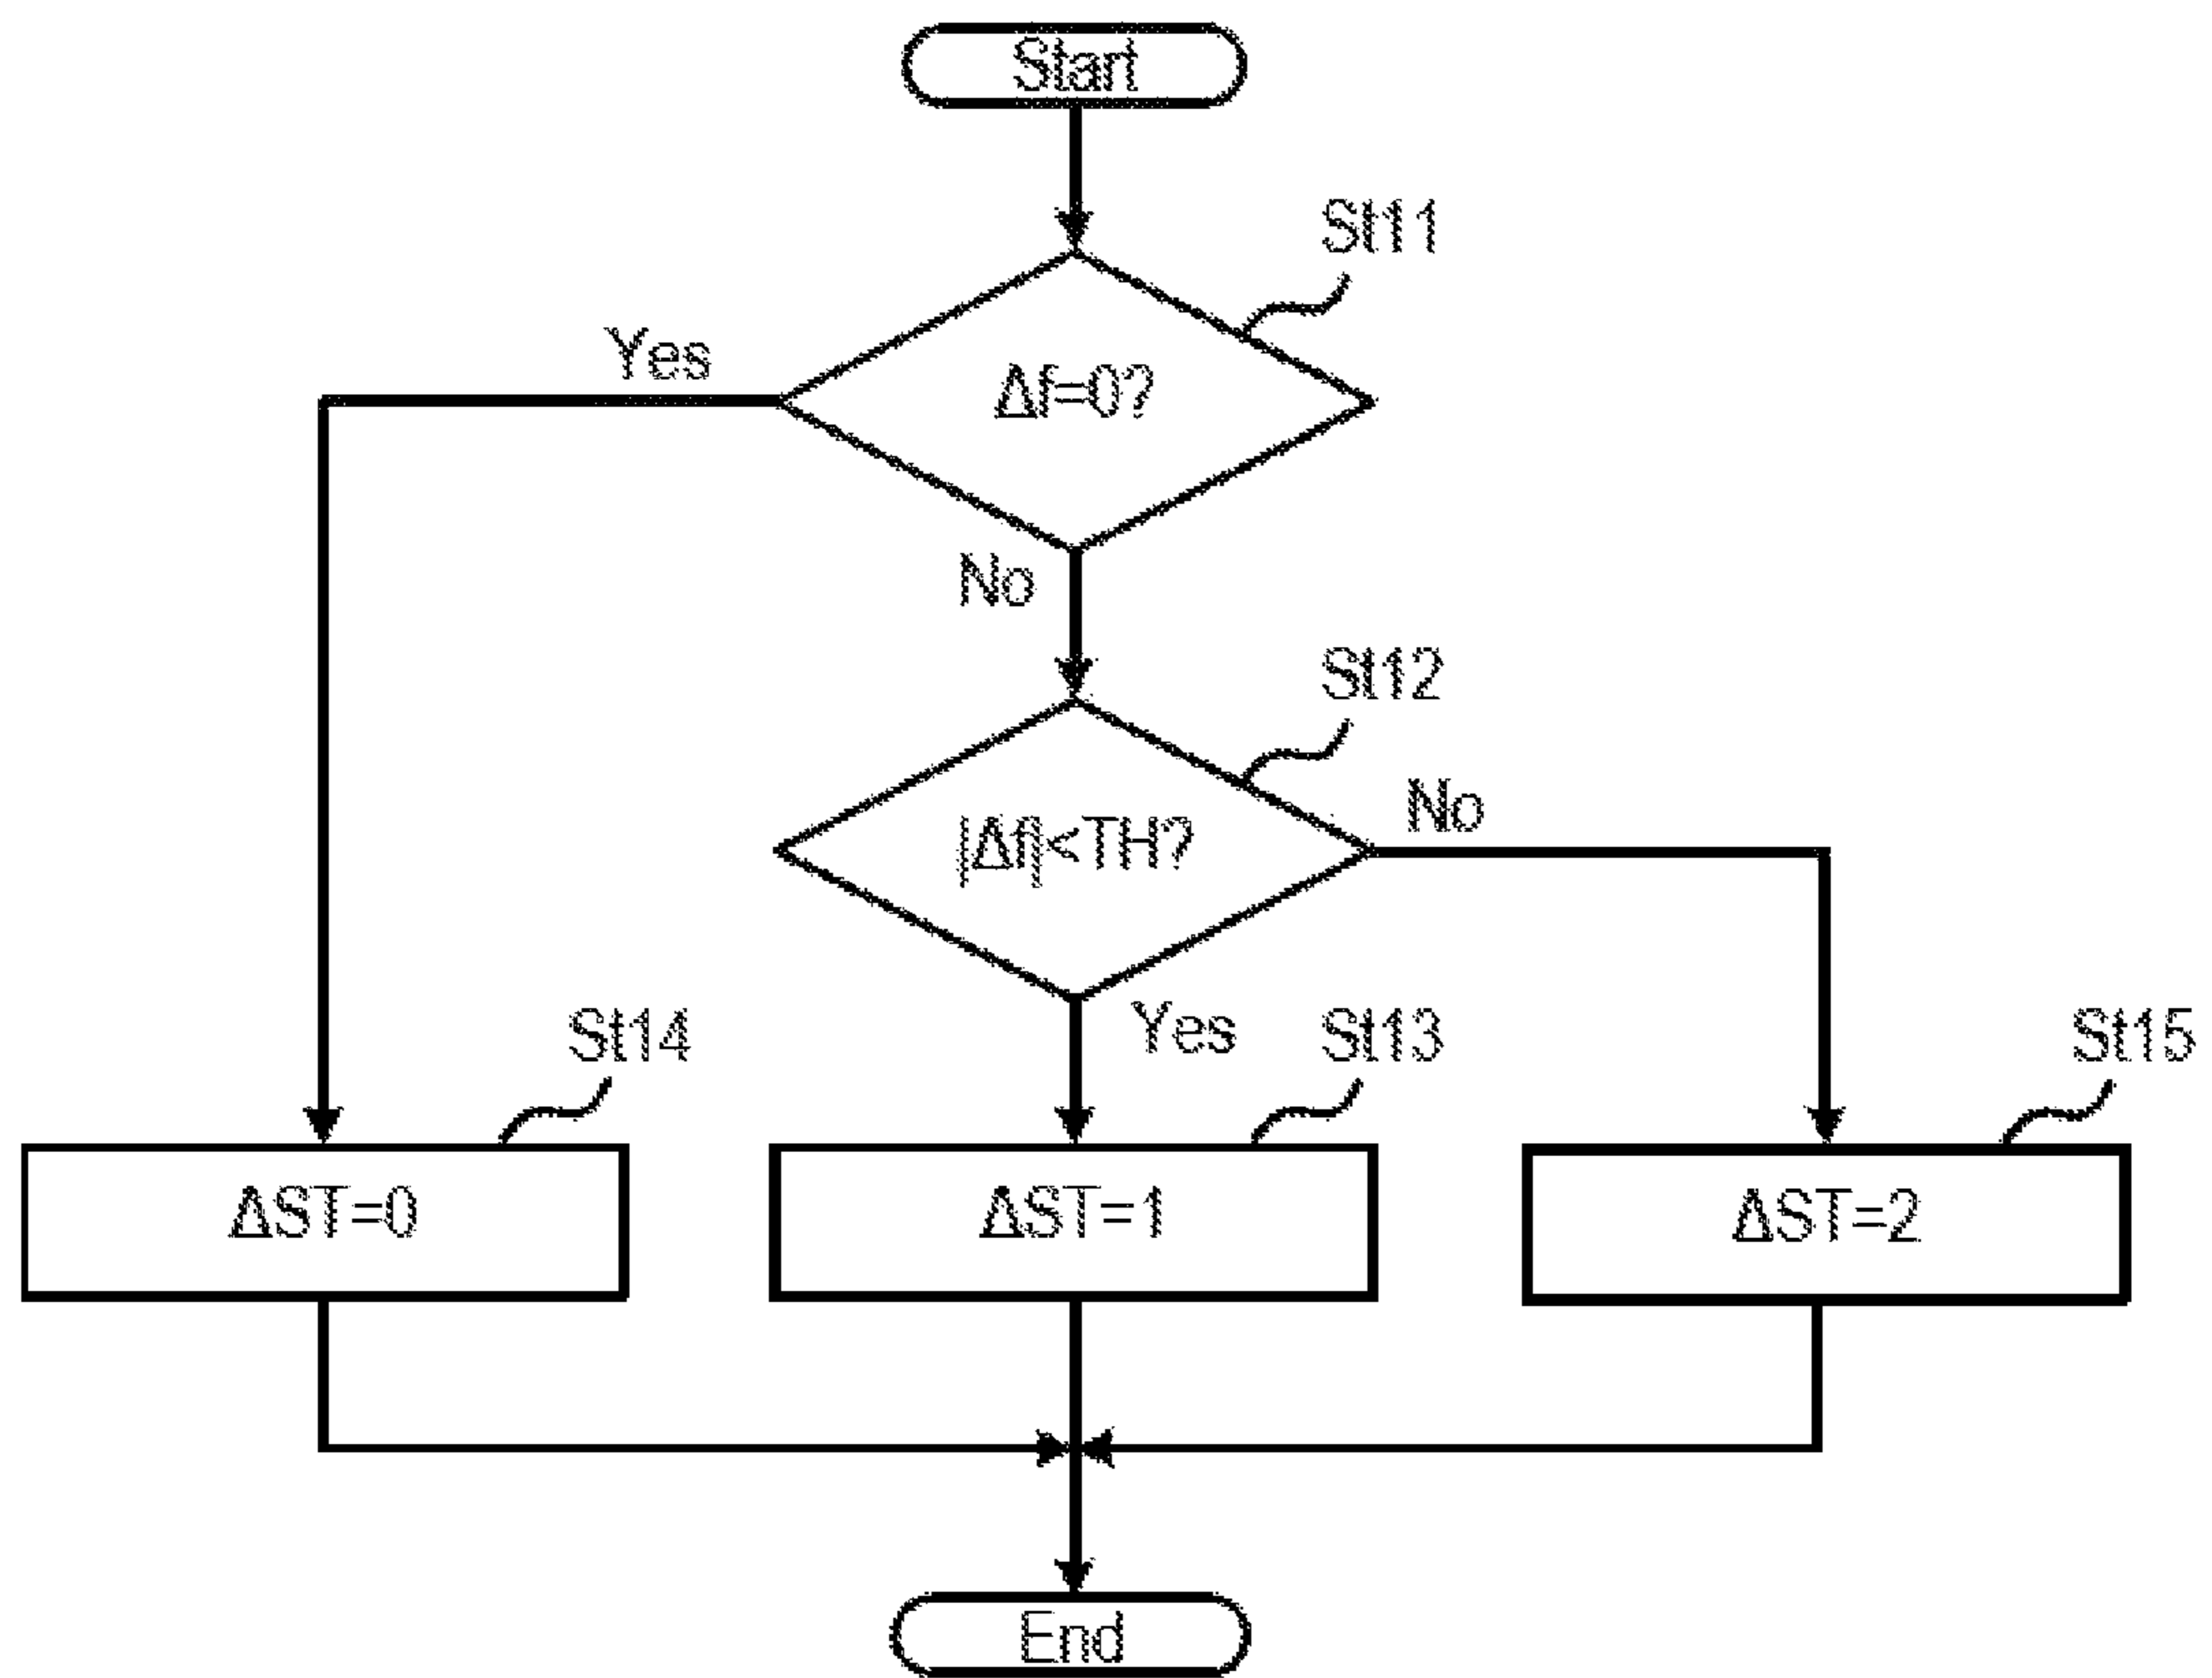 Start
St11
Yes
Δf=0?
No
St12
|Δf|<TH?
No
Yes
St14
St13
St15
ΔST=0
ΔST=1
ΔST=2
End